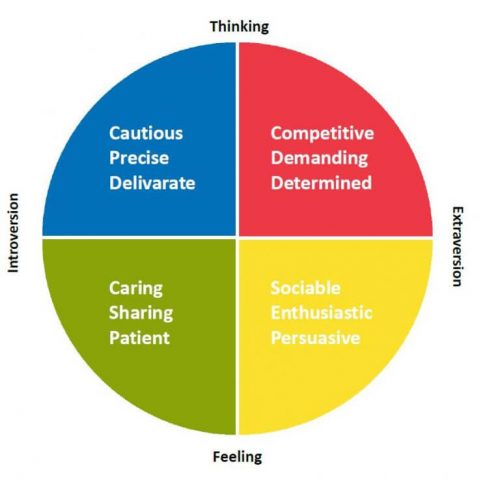 Thinking
Cautious
Precise
Delivarate
Competitive
Demanding
Determined
Introversion
Extraversion
Caring
Sharing
Patient
Sociable
Enthusiastic
Persuasive
Feeling